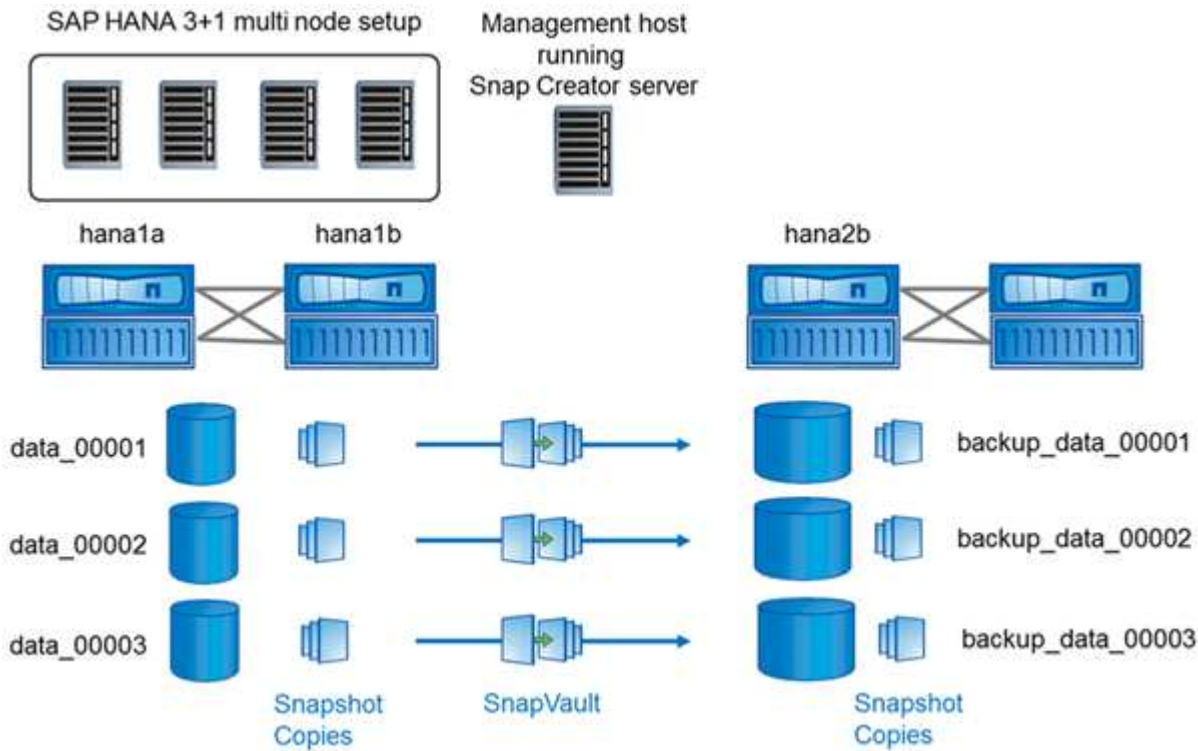 SAP HANA 3+1 multi node setup
Management host
running
Snap Creator server
hana1a
hana1b
hana2b
data_00001
backup_data_00001
data_00002
backup_data_00002
data_00003
backup_data_00003
Snapshot
Copies
SnapVault
Snapshot
Copies